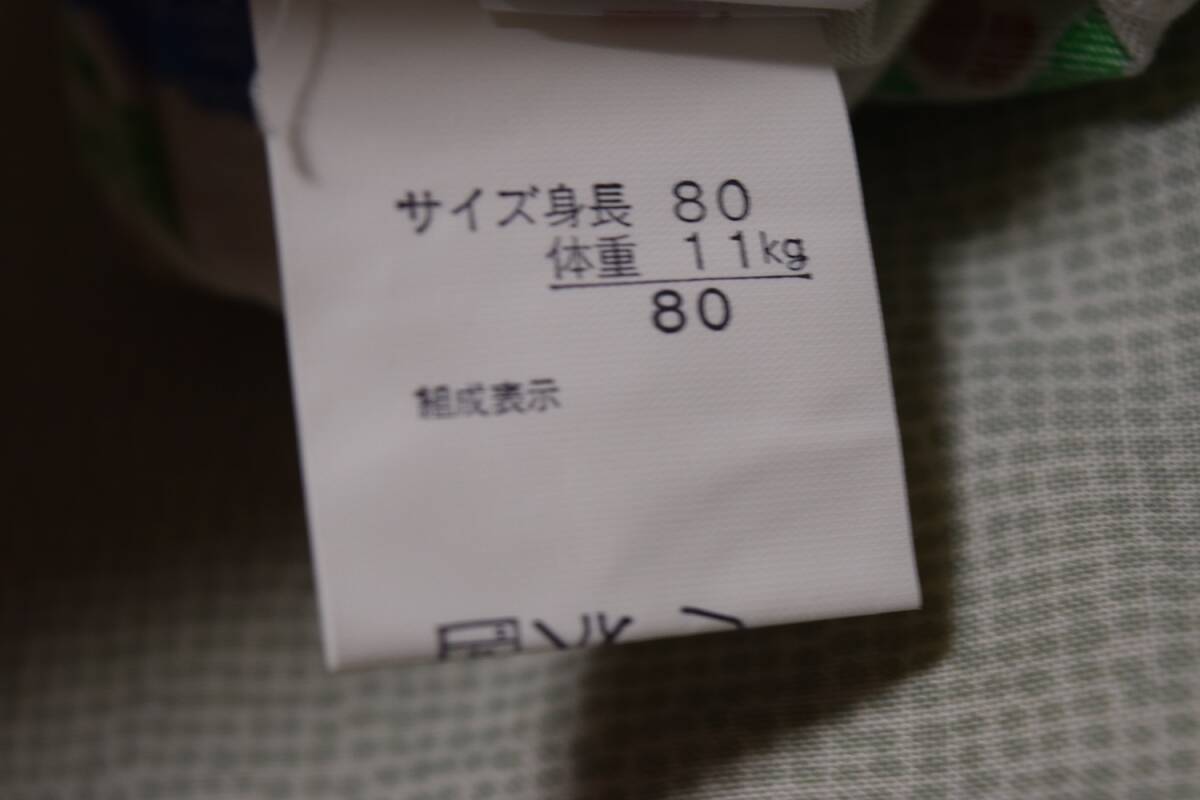 サイズ身長 80
体重 11kg
80
組成表示